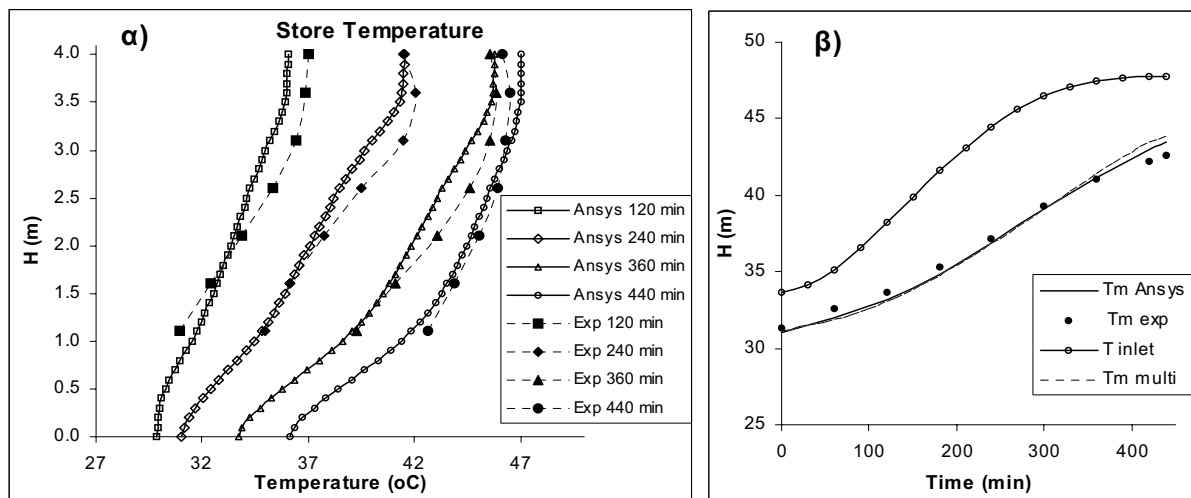 α)
Store Temperature
H (m)
4.0
3.5
3.0
2.5
2.0
1.5
1.0
0.5
0.0
27 32 37 42 47
Temperature (oC)
Ansys 120 min
Ansys 240 min
Ansys 360 min
Ansys 440 min
Exp 120 min
Exp 240 min
Exp 360 min
Exp 440 min
β)
H (m)
50
45
40
35
30
25
0 100 200 300 400
Time (min)
Tm Ansys
Tm exp
T inlet
Tm multi